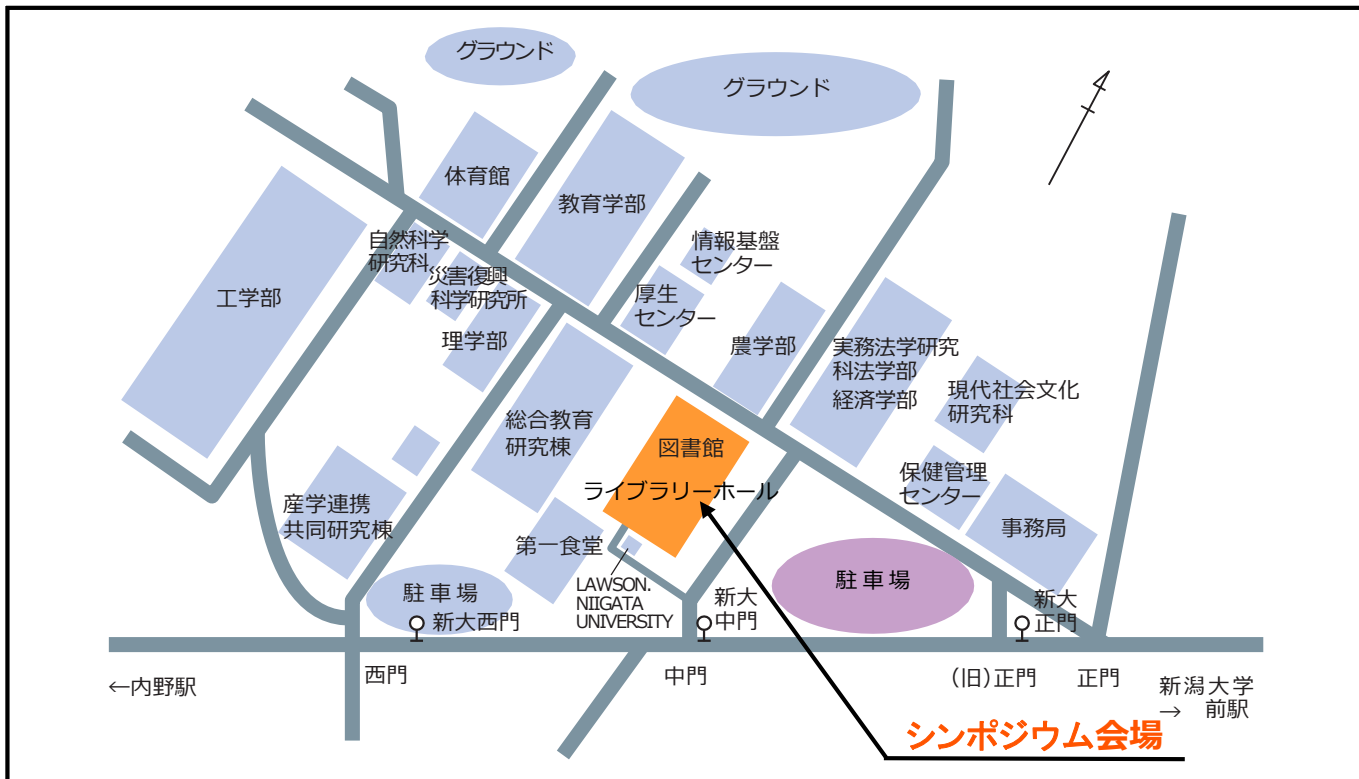 グラウンド
グラウンド
体育館
教育学部
自然科学
研究科
災害復興
科学研究所
情報基盤
センター
工学部
理学部
厚生
センター
農学部
実務法学研究
科法学部
経済学部
現代社会文化
研究科
総合教育
研究棟
図書館
ライブラリーホール
保健管理
センター
事務局
産学連携
共同研究棟
第一食堂
LAWSON.
NIIGATA
UNIVERSITY
駐車場
駐車場
新大西門
新大
中門
新大
正門
←内野駅
西門
中門
(旧)正門
正門
新潟大学
→ 前駅
シンポジウム会場